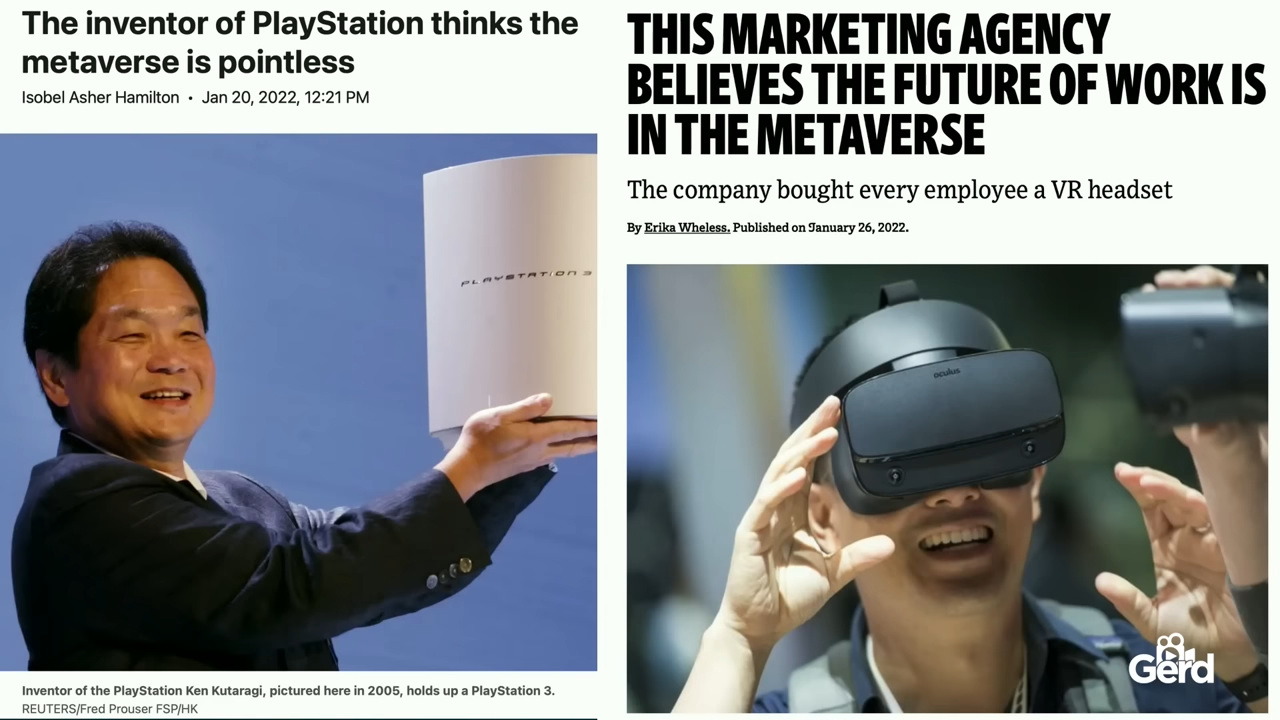 The inventor of PlayStation thinks the
metaverse is pointless
Isobel Asher Hamilton • Jan 20, 2022, 12:21 PM
PLAYSTATION 3
Inventor of the PlayStation Ken Kutaragi, pictured here in 2005, holds up a PlayStation 3.
REUTERS/Fred Prouser FSP/HK
THIS MARKETING AGENCY
BELIEVES THE FUTURE OF WORK IS
IN THE METAVERSE
The company bought every employee a VR headset
By Erika Wheless. Published on January 26, 2022.
oculus
Gerd